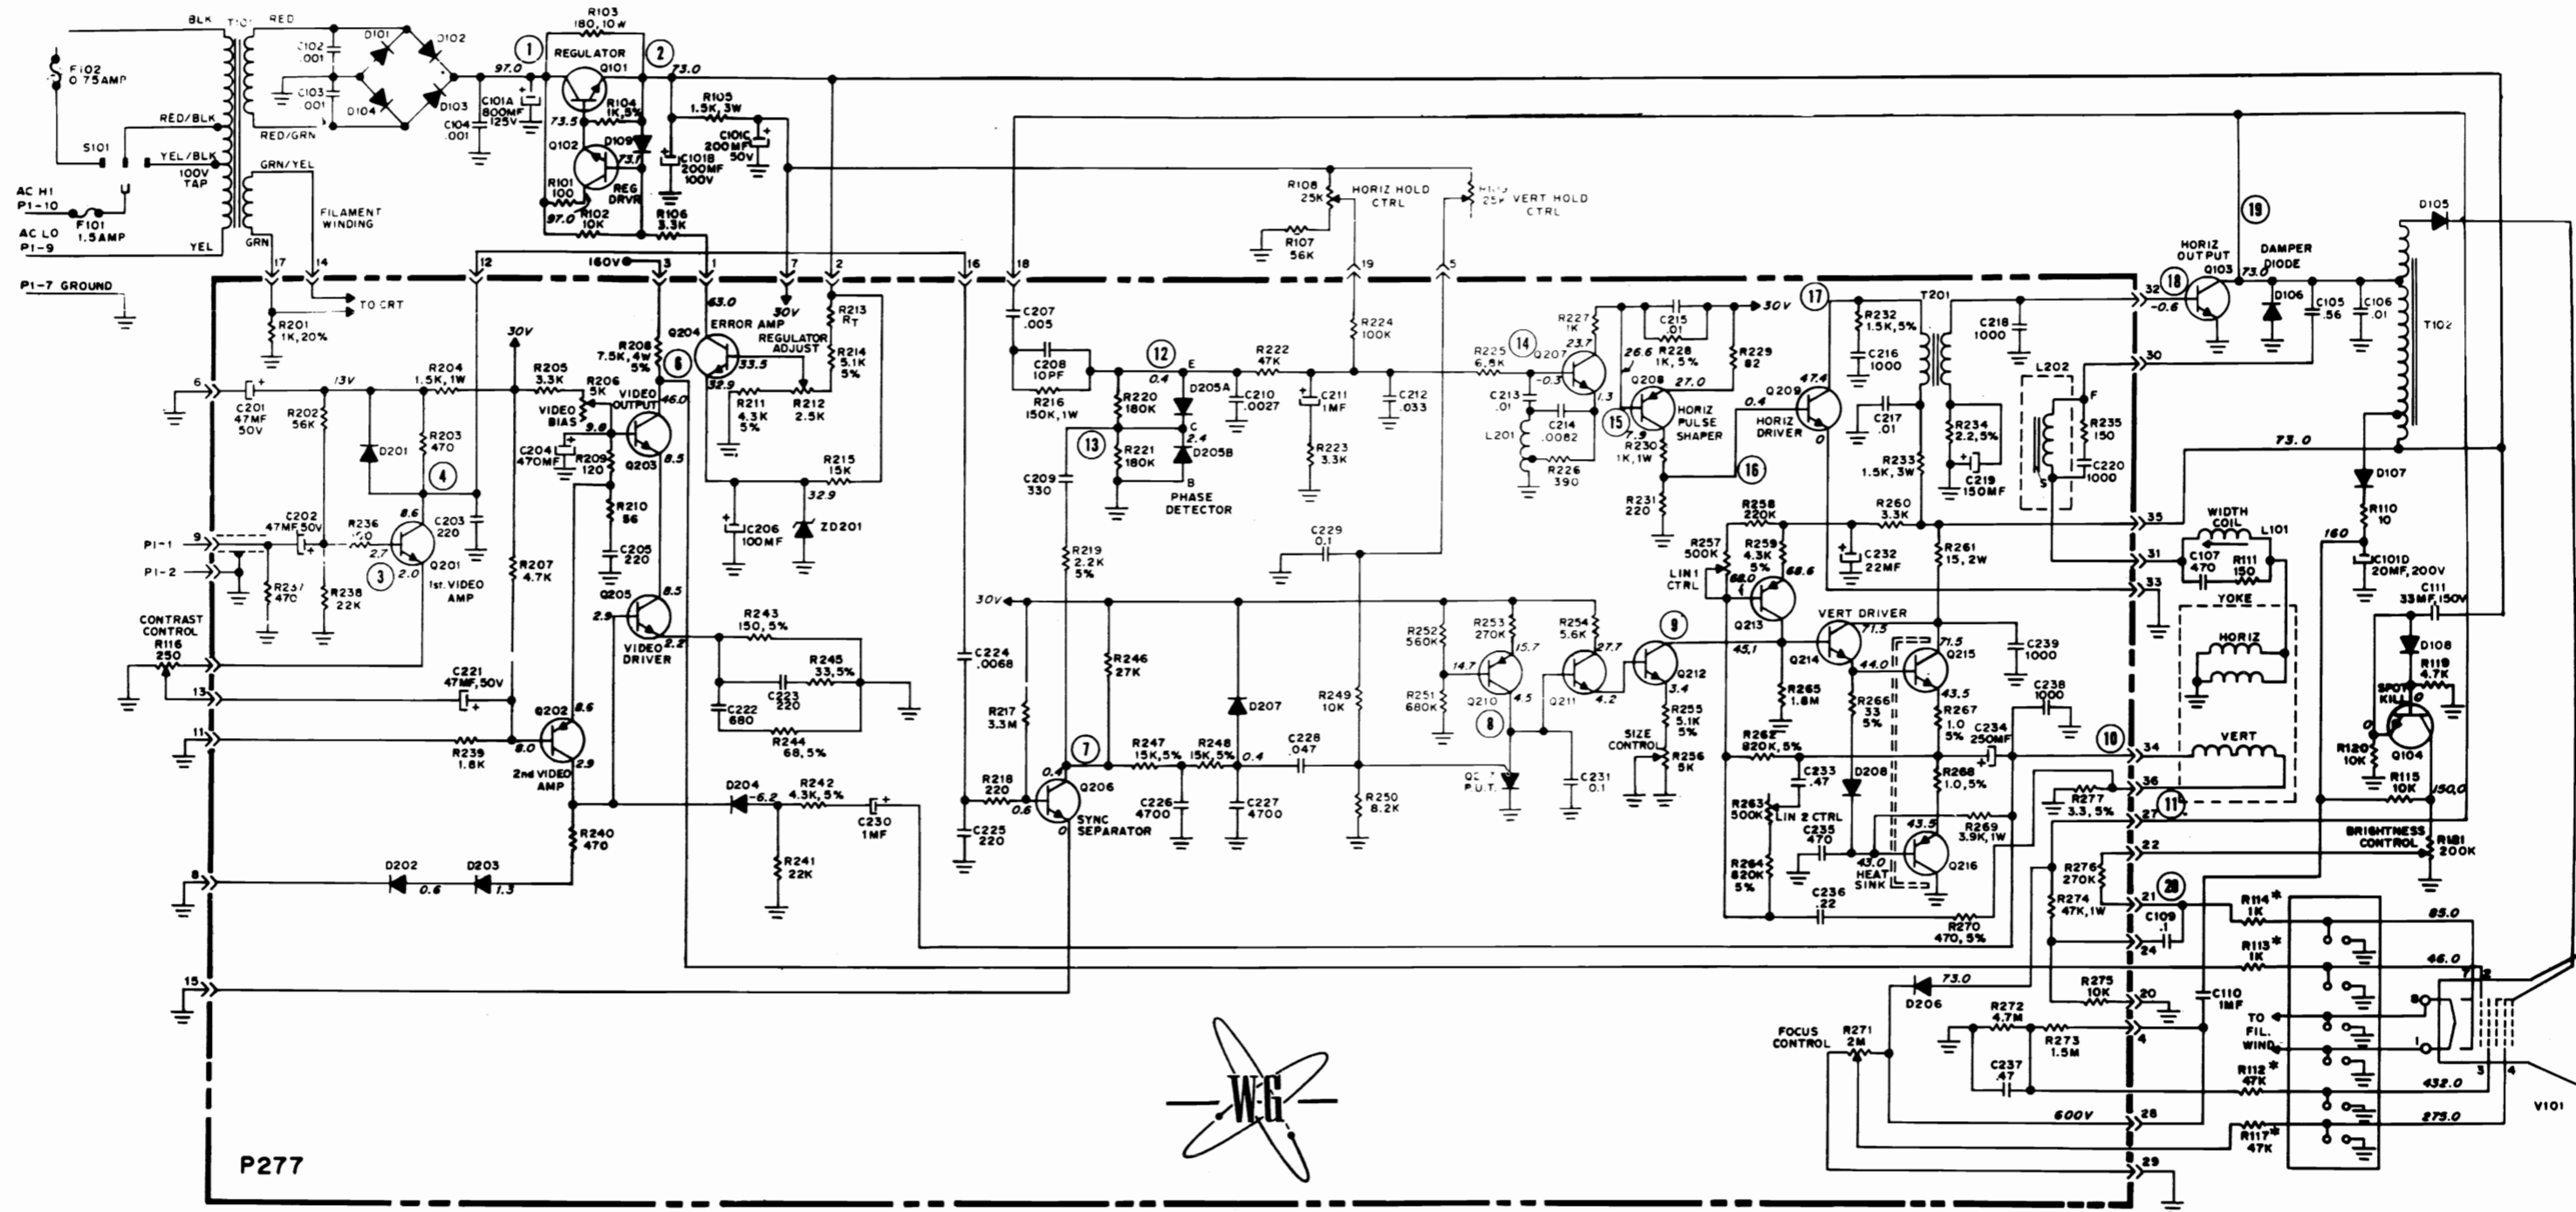 BLK T101 RED
F102
0.75AMP
C102
.001
C103
.001
D101
D102
D104
D103
RED/BLK
RED/GRN
S101
YEL/BLK
100V
TAP
GRN/YEL
AC HI
P1-10
F101
1.5AMP
AC LO
P1-9
YEL
GRN
FILAMENT
WINDING
P1-7 GROUND
C104
.001
97.0
1
C101A
800MF
125V
R103
180, 10W
REGULATOR
Q101
2
73.0
R104
1K, 5%
73.5
Q102
D109
73.1
REG
DRVR
R101
100
97.0
R102
10K
R106
3.3K
C101B
200MF
100V
R105
1.5K, 3W
C101C
200MF
50V
R108
25K
HORIZ HOLD
CTRL
R107
56K
25K VERT HOLD
CTRL
17
14
12
160V
3
1
7
2
16
18
19
5
TO CRT
R201
1K, 20%
6
C201
47MF
50V
13V
R202
56K
D201
R203
470
R204
1.5K, 1W
4
30V
R205
3.3K
R206
5K
VIDEO
BIAS
C204
470MF
R208
7.5K, 4W
5%
6
VIDEO
OUTPUT
46.0
9.6
R209
120
Q203
8.5
R210
56
C205
220
63.0
Q204
ERROR AMP
33.5
32.9
30V
REGULATOR
ADJUST
R213
RT
R214
5.1K
5%
R211
4.3K
5%
R212
2.5K
R215
15K
32.9
C206
100MF
ZD201
P1-1
9
P1-2
C202
47MF, 50V
R236
100
2.7
3
8.6
C203
220
Q201
2.0
1st. VIDEO
AMP
R237
470
R238
22K
R207
4.7K
CONTRAST
CONTROL
R116
250
13
C221
47MF, 50V
11
R239
1.8K
Q202
8.6
8.0
2.9
2nd VIDEO
AMP
Q205
2.9
8.5
2.2
VIDEO
DRIVER
R243
150, 5%
R245
33, 5%
C223
220
C222
680
R244
68, 5%
R240
470
8
D202
0.6
D203
1.3
D204
-6.2
R242
4.3K, 5%
C230
1MF
R241
22K
15
C207
.005
C208
10PF
R216
150K, 1W
12
0.4
E
D205A
C
2.4
D205B
B
R220
180K
13
R221
180K
PHASE
DETECTOR
C209
330
R219
2.2K
5%
R222
47K
C210
.0027
C211
1MF
R223
3.3K
R224
100K
C212
.033
R225
6.8K
14
Q207
-0.3
23.7
1.3
R227
1K
C213
.01
C214
.0082
L201
R226
390
C215
.01
R228
1K, 5%
26.6
30V
R229
82
Q208
27.0
15
7.9
HORIZ
PULSE
SHAPER
R230
1K, 1W
16
R231
220
C229
0.1
17
Q209
47.4
0.4
HORIZ
DRIVER
0
R232
1.5K, 5%
C216
1000
T201
C217
.01
R233
1.5K, 3W
R234
2.2, 5%
C219
150MF
C218
1000
L202
F
S
R235
150
C220
1000
32
18
-0.6
HORIZ
OUTPUT
Q103
73.0
19
DAMPER
DIODE
D106
C105
.56
C106
.01
T102
D105
30
73.0
D107
R110
10
160
C101D
20MF, 200V
C111
33MF, 150V
D108
R119
4.7K
SPOT
KILL
0
0
R120
10K
Q104
R115
10K
150.0
BRIGHTNESS
CONTROL
200K
35
31
33
WIDTH
COIL
L101
C107
470
R111
150
YOKE
HORIZ
VERT
30V
C224
.0068
R217
3.3M
R218
220
0.6
C225
220
7
0.4
Q206
0
SYNC
SEPARATOR
R246
27K
R247
15K, 5%
R248
15K, 5%
0.4
C226
4700
C227
4700
D207
C228
.047
R249
10K
R250
8.2K
R252
560K
R251
680K
14.7
R253
270K
15.7
Q210
4.5
8
P.U.T.
C231
0.1
R254
5.6K
27.7
Q211
4.2
9
Q212
3.4
R255
5.1K
5%
SIZE
CONTROL
R256
5K
R258
220K
R257
500K
LIN 1
CTRL
R259
4.3K
5%
68.0
68.6
Q213
45.1
R260
3.3K
C232
22MF
R261
15, 2W
VERT DRIVER
71.5
Q214
44.0
71.5
Q215
43.5
R265
1.8M
R266
33
5%
R267
1.0
5%
R262
820K, 5%
C233
.47
R263
500K
LIN 2 CTRL
D208
R268
1.0, 5%
C234
250MF
C239
1000
C238
1000
C235
470
43.0
HEAT
SINK
43.5
Q216
R269
3.9K, 1W
R264
820K
5%
C236
.22
R270
470, 5%
10
34
36
R277
3.3, 5%
11
27
22
R276
270K
R274
47K, 1W
20
21
C109
.1
24
R275
10K
20
4
R114*
1K
85.0
R113*
1K
46.0
C110
1MF
TO
FIL.
WIND.
R112*
47K
432.0
R117*
47K
275.0
7
2
8
1
3
4
V101
D206
73.0
FOCUS
CONTROL
R271
2M
R272
4.7M
R273
1.5M
C237
.47
600V
28
29
W-G
P277